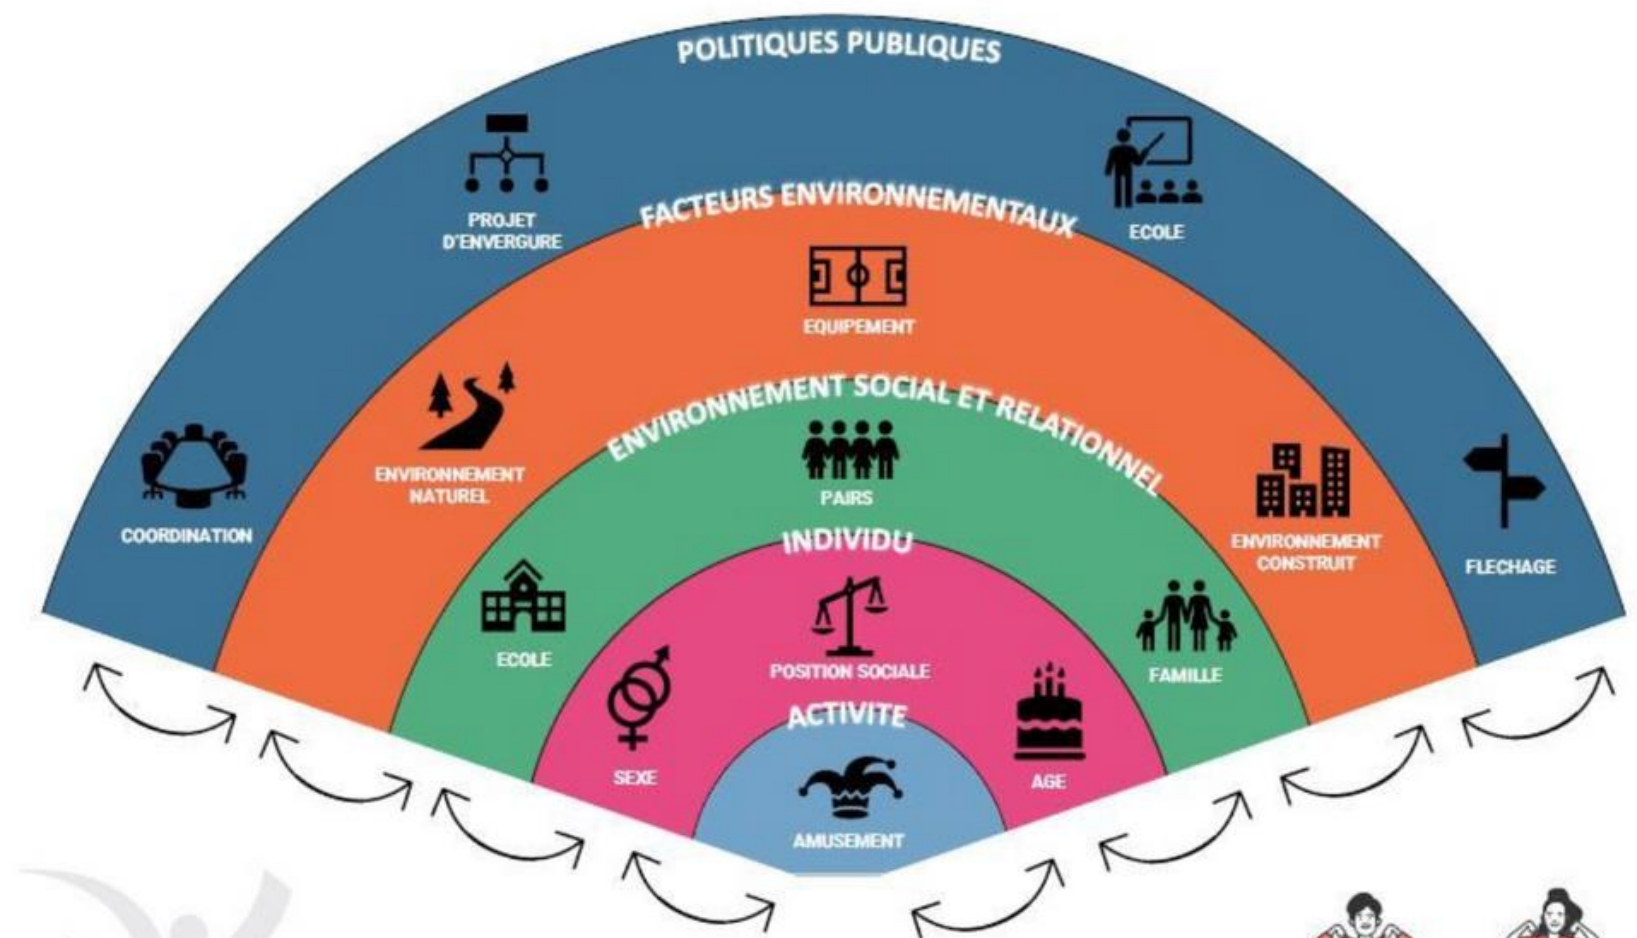 POLITIQUES PUBLIQUES
PROJET
D'ENVERGURE
ECOLE
COORDINATION
FLECHAGE
FACTEURS ENVIRONNEMENTAUX
EQUIPEMENT
ENVIRONNEMENT
NATUREL
ENVIRONNEMENT
CONSTRUIT
ENVIRONNEMENT SOCIAL ET RELATIONNEL
PAIRS
ECOLE
FAMILLE
INDIVIDU
POSITION SOCIALE
SEXE
AGE
ACTIVITE
AMUSEMENT